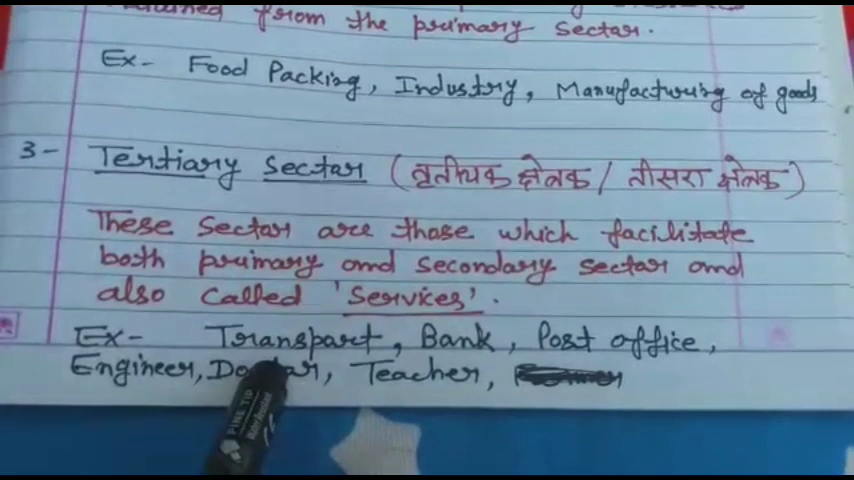 from the primary sector.
Ex- Food Packing, Industry, Manufacturing of goods
3- Tertiary Sector (तृतीयक क्षेत्रक / तीसरा क्षेत्रक)
These Sector are those which facilitate
both primary and secondary sector and
also called 'Services'.
Ex- Transpart, Bank, Post office,
Engineer, Teacher,